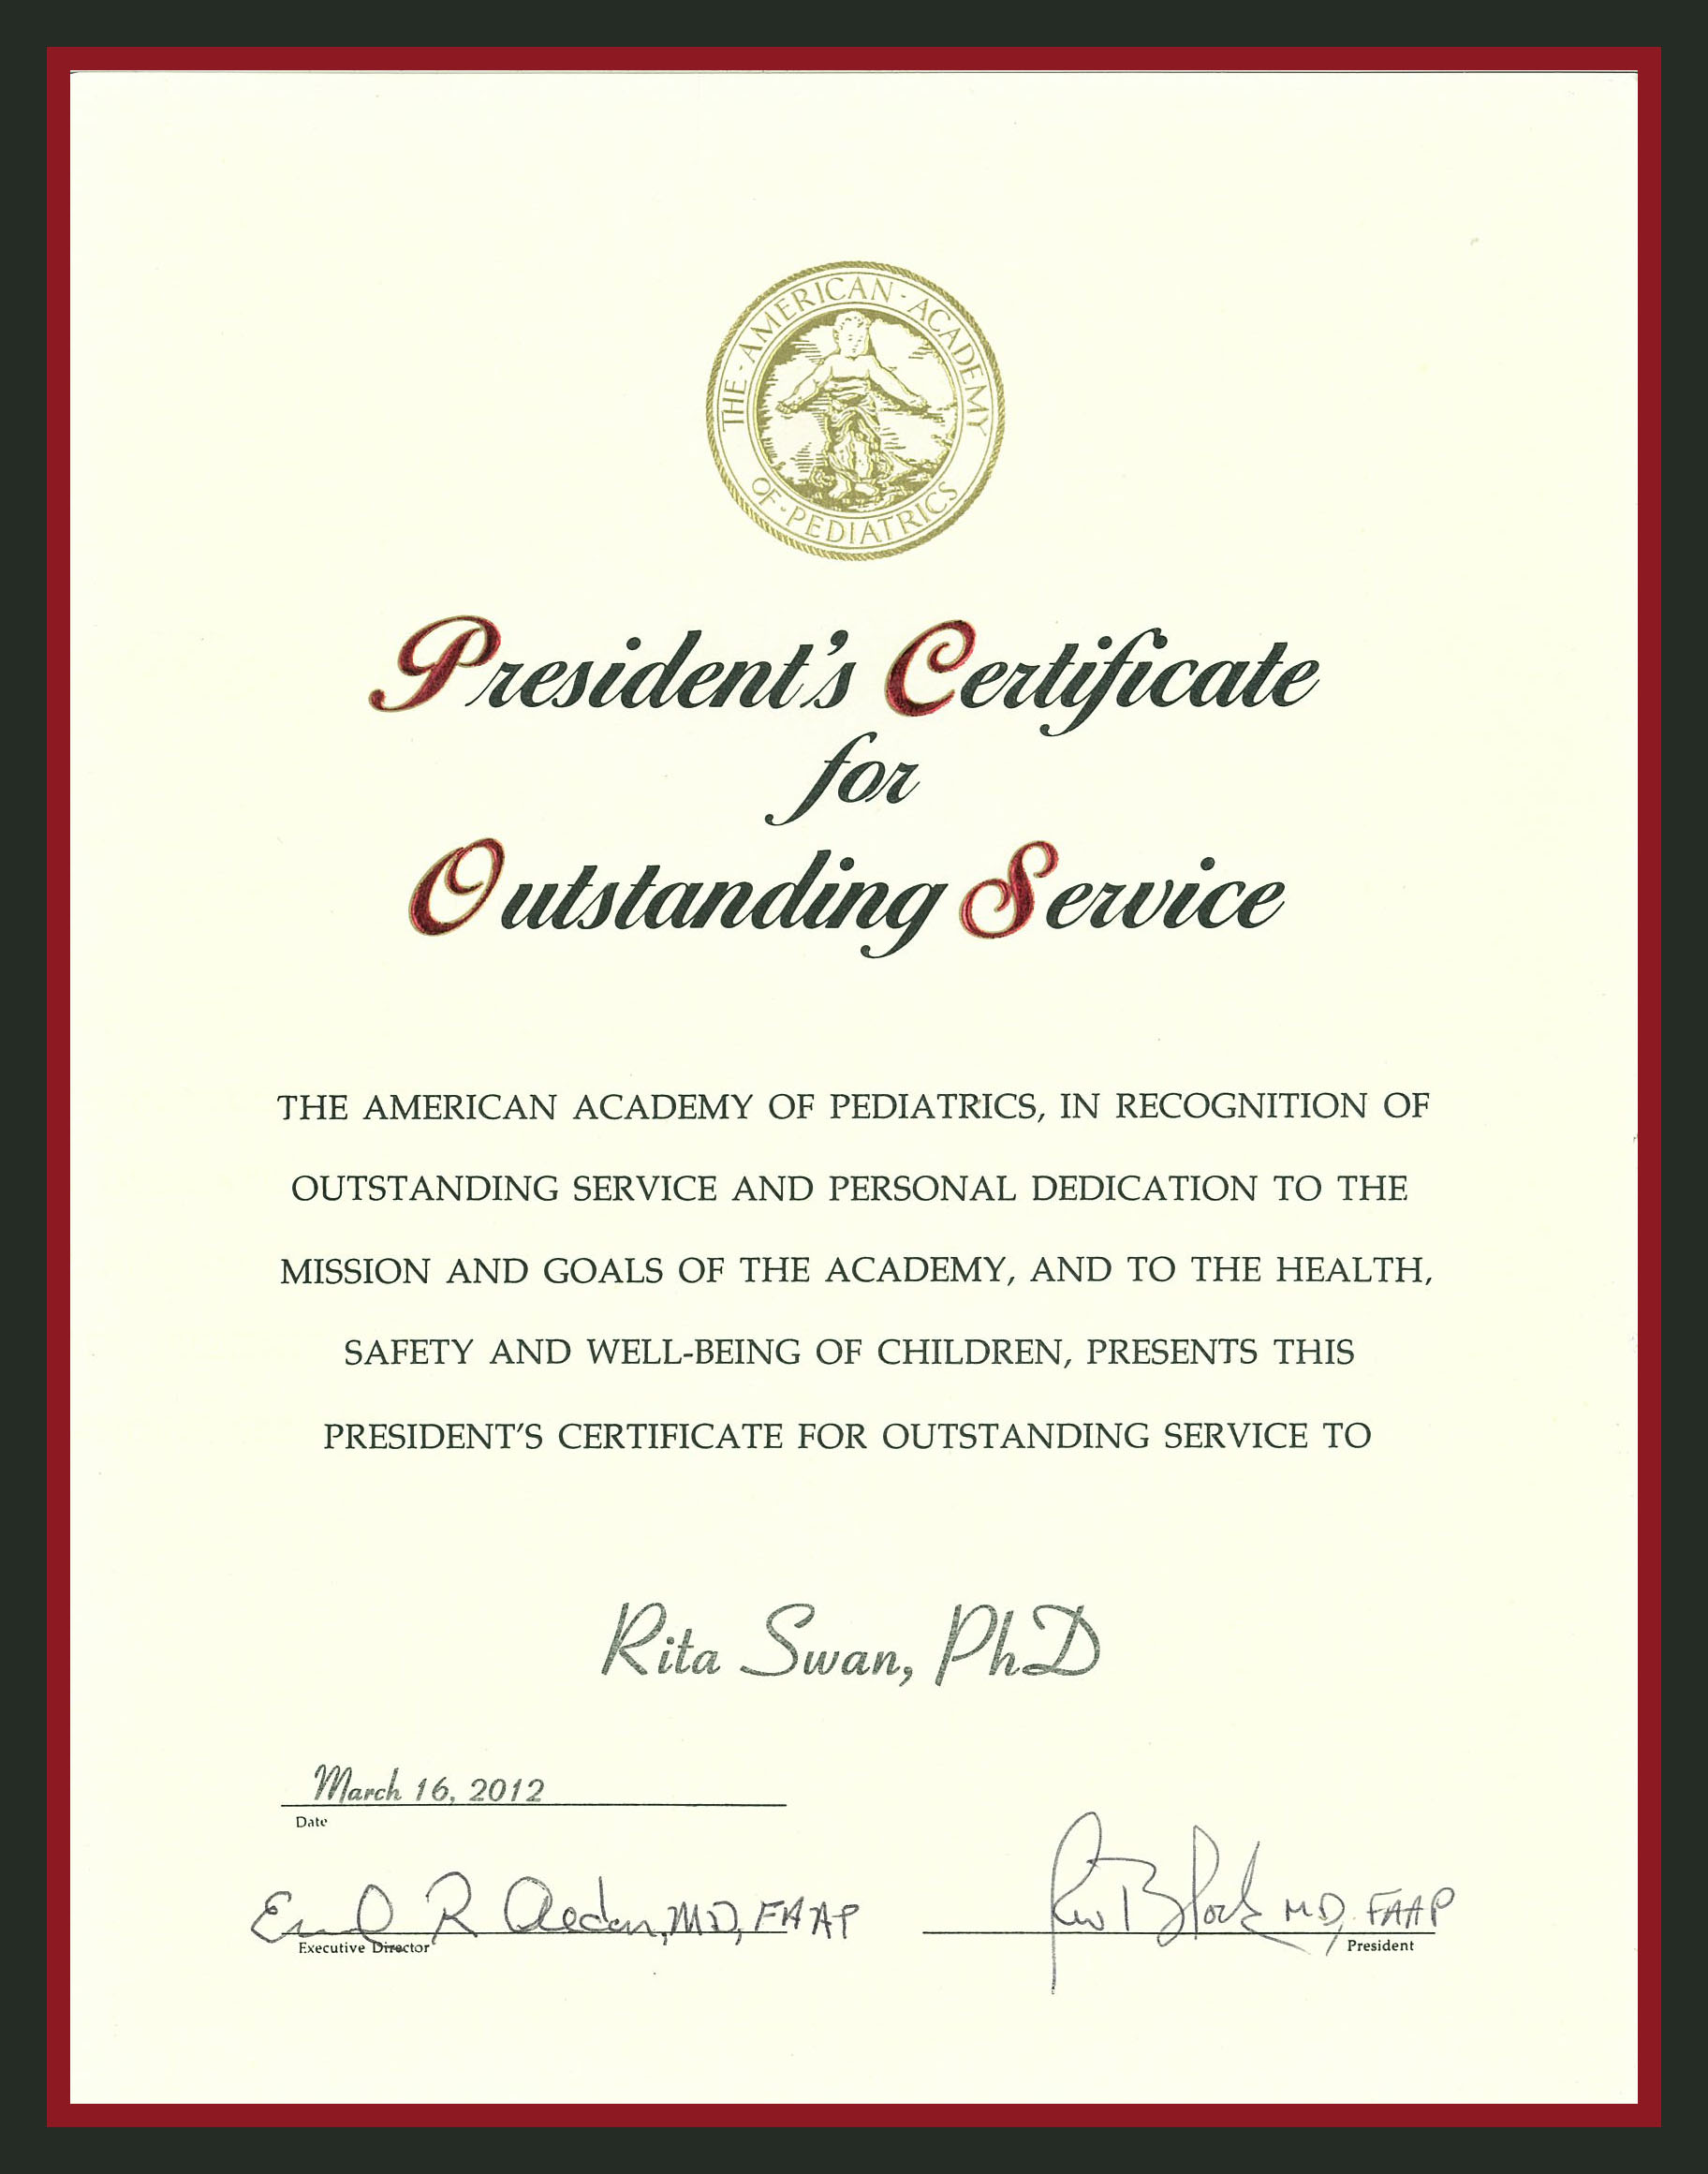 THE · AMERICAN · ACADEMY
OF · PEDIATRICS
President's Certificate
for
Outstanding Service
THE AMERICAN ACADEMY OF PEDIATRICS, IN RECOGNITION OF
OUTSTANDING SERVICE AND PERSONAL DEDICATION TO THE
MISSION AND GOALS OF THE ACADEMY, AND TO THE HEALTH,
SAFETY AND WELL-BEING OF CHILDREN, PRESENTS THIS
PRESIDENT'S CERTIFICATE FOR OUTSTANDING SERVICE TO
Rita Swan, PhD
March 16, 2012
Date
R MD, FAAP
Executive Director
Block MD, FAAP
President